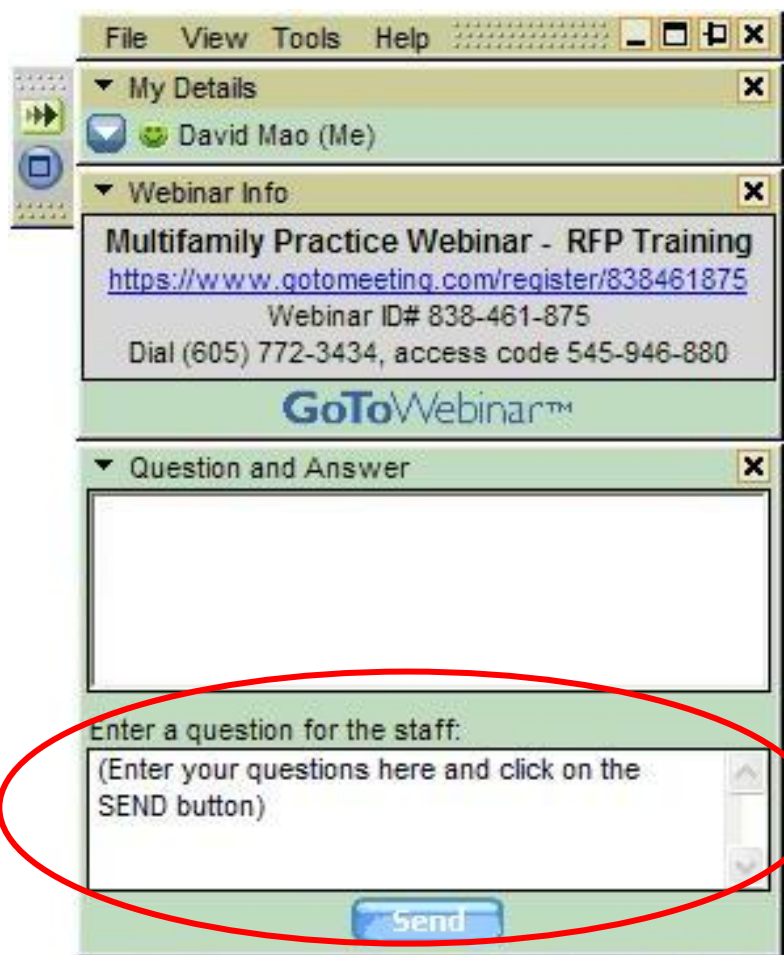 File View Tools Help
My Details
David Mao (Me)
Webinar Info
Multifamily Practice Webinar - RFP Training
https://www.gotomeeting.com/register/838461875
Webinar ID# 838-461-875
Dial (605) 772-3434, access code 545-946-880
GoToWebinar™
Question and Answer
Enter a question for the staff:
(Enter your questions here and click on the
SEND button)
Send